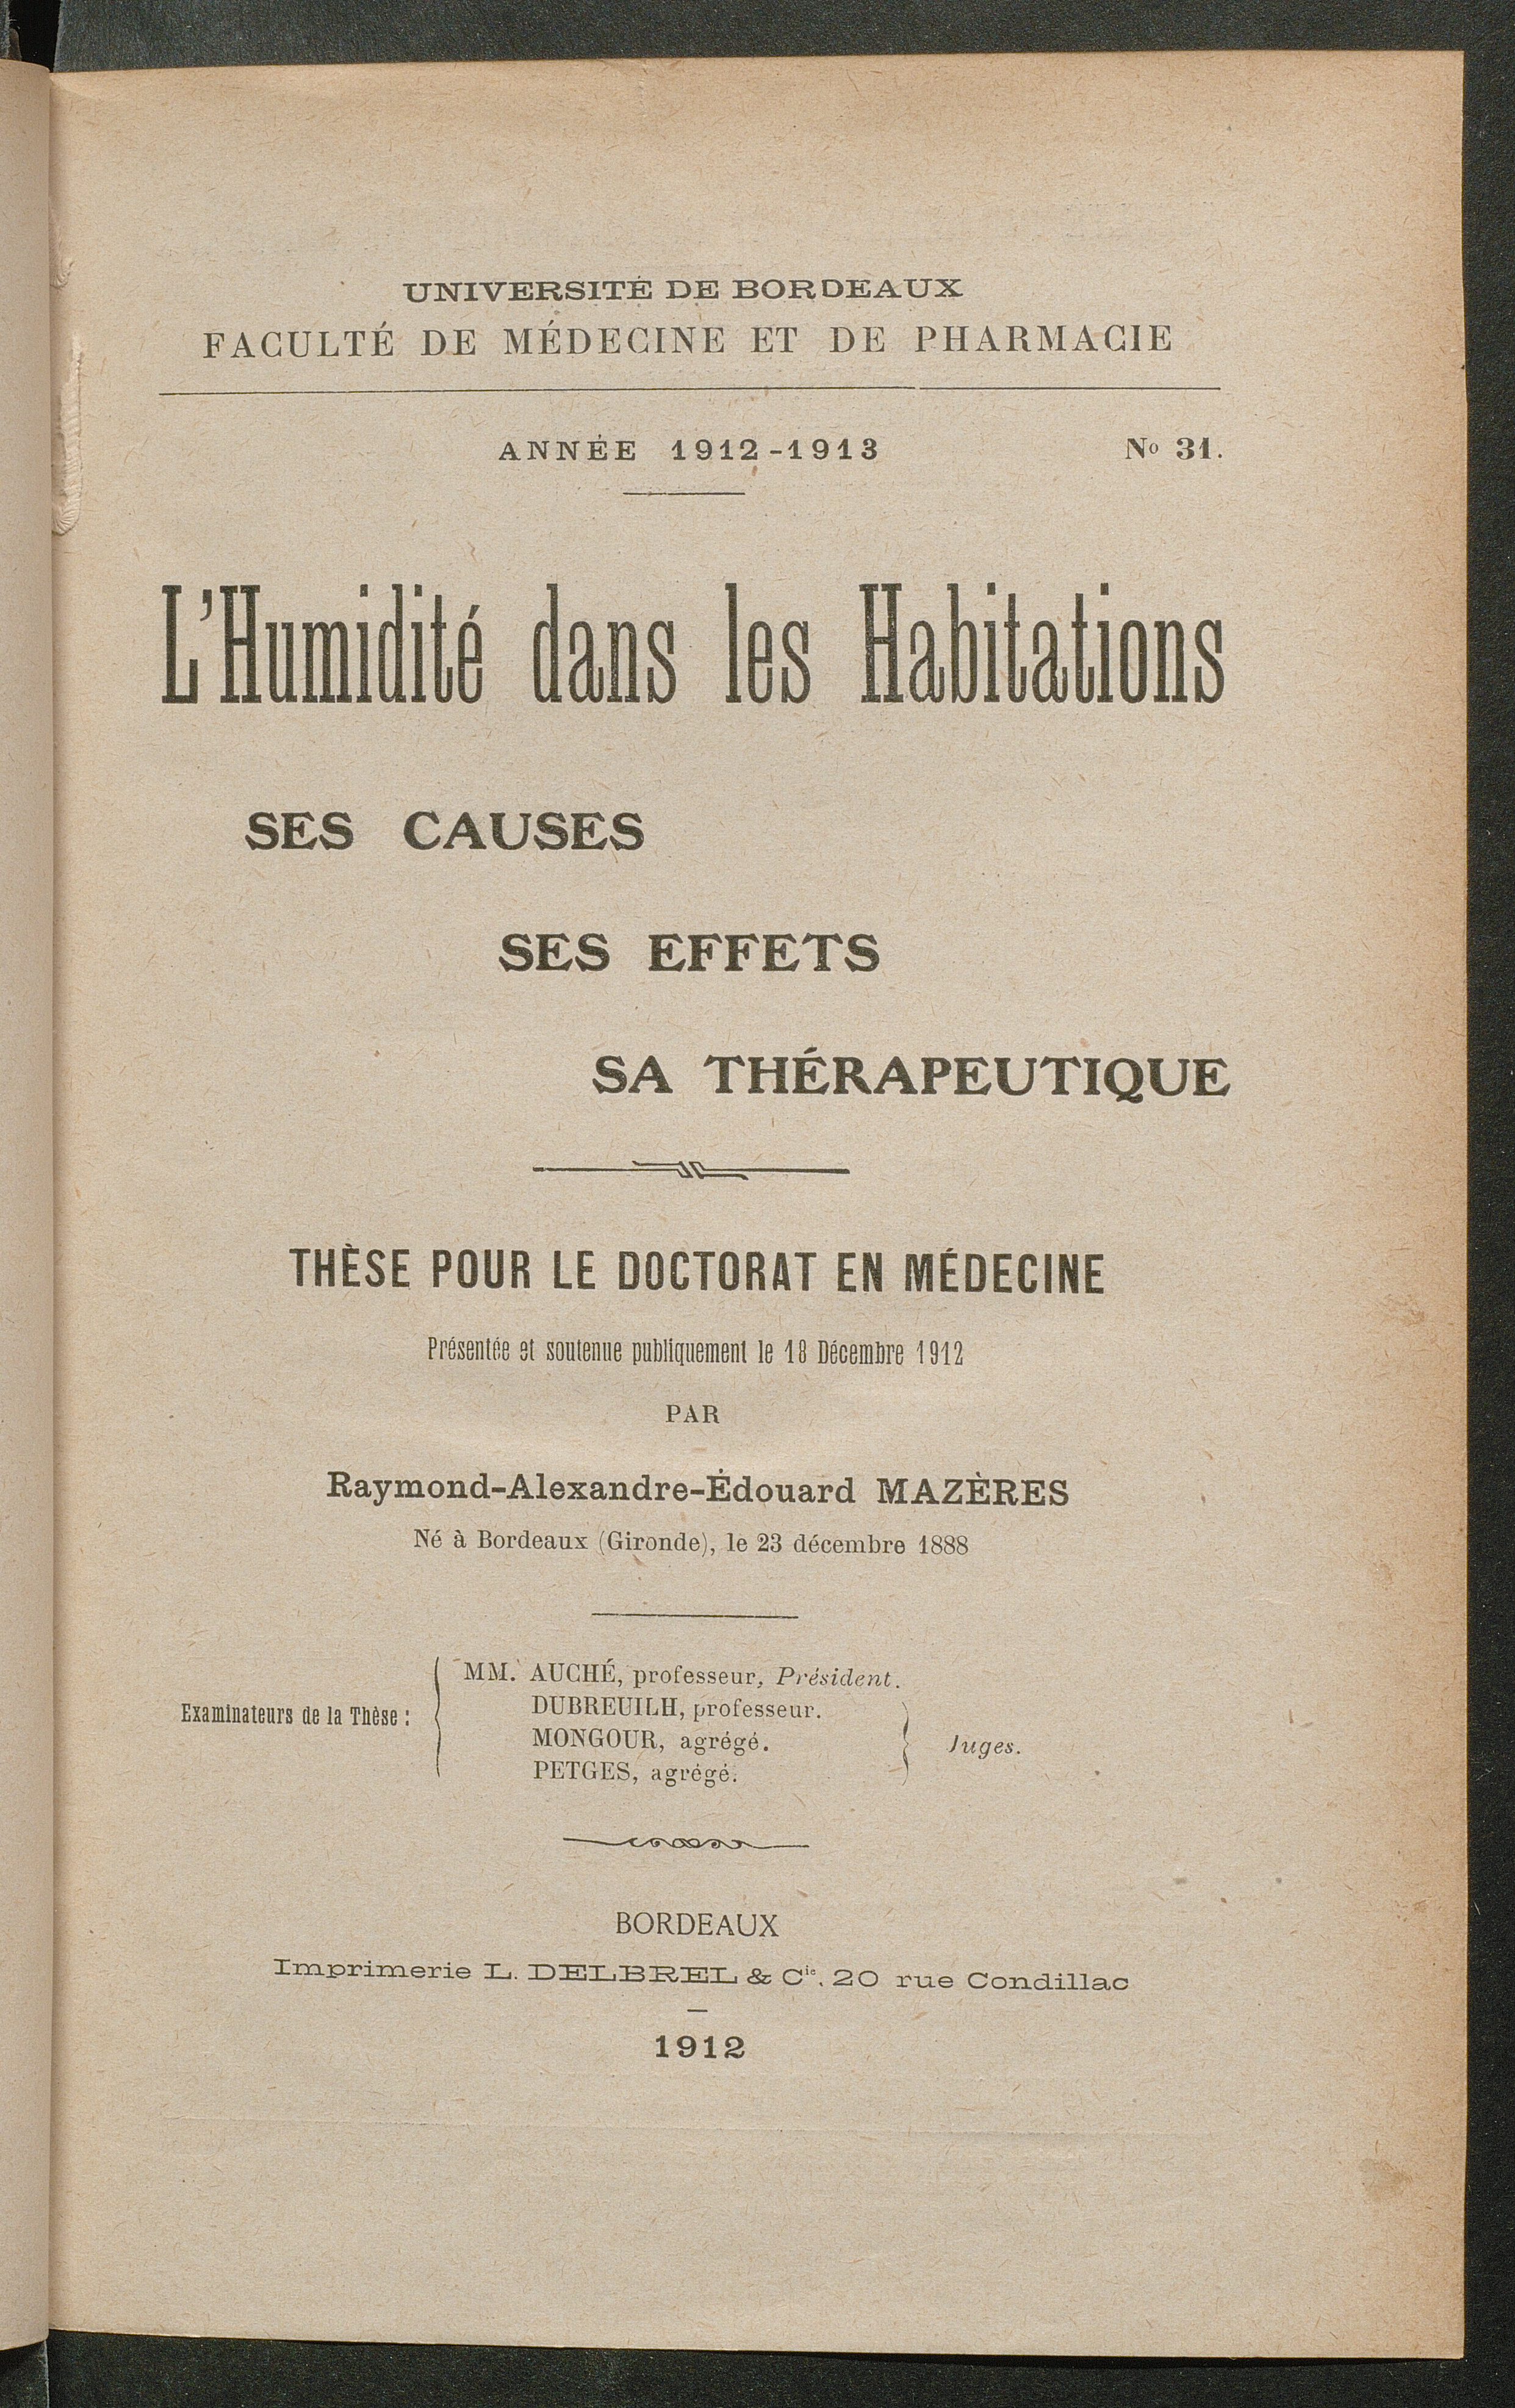 UNIVERSITÉ DE BORDEAUX
FACULTÉ DE MÉDECINE ET DE PHARMACIE
ANNÉE 1912-1913
No 31.
L'Humidité dans les Habitations
SES CAUSES
SES EFFETS
SA THÉRAPEUTIQUE
THÈSE POUR LE DOCTORAT EN MÉDECINE
Présentée et soutenue publiquement le 18 Décembre 1912
PAR
Raymond-Alexandre-Édouard MAZÈRES
Né à Bordeaux (Gironde), le 23 décembre 1888
Examinateurs de la Thèse :
MM. AUCHÉ, professeur, Président.
DUBREUILH, professeur.
MONGOUR, agrégé.
PETGES, agrégé.
Juges.
BORDEAUX
Imprimerie L. DELBREL & Cie. 20 rue Condillac
1912